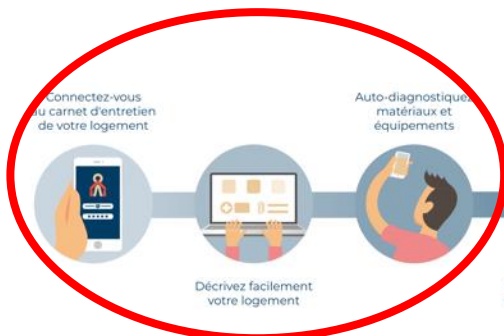 Connectez-vous
au carnet d'entretien
de votre logement
Décrivez facilement
votre logement
Auto-diagnostiquez
matériaux et
équipements